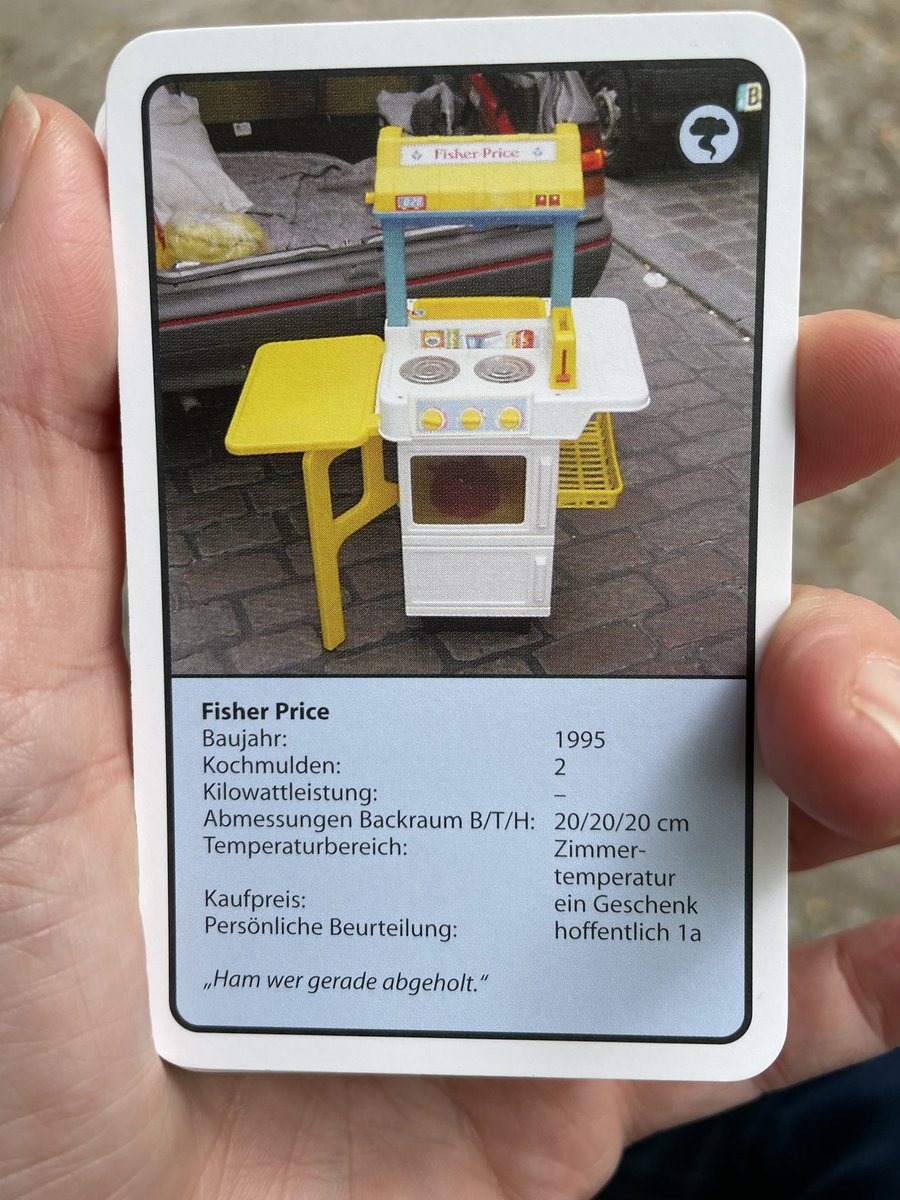 B
Fisher-Price
Fisher Price
Baujahr: 1995
Kochmulden: 2
Kilowattleistung: –
Abmessungen Backraum B/T/H: 20/20/20 cm
Temperaturbereich: Zimmer-
temperatur
Kaufpreis: ein Geschenk
Persönliche Beurteilung: hoffentlich 1a
„Ham wer gerade abgeholt.“